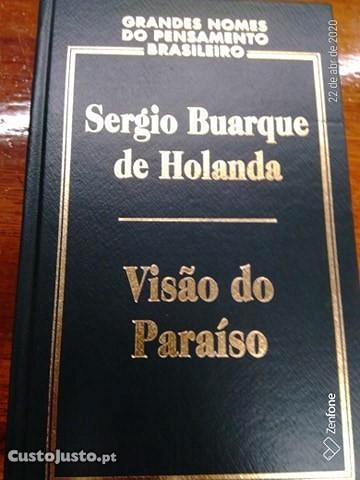 GRANDES NOMES
DO PENSAMENTO
BRASILEIRO
Sergio Buarque
de Holanda
Visão do
Paraíso
22 de abr de 2020
Zenfone
CustoJusto.pt